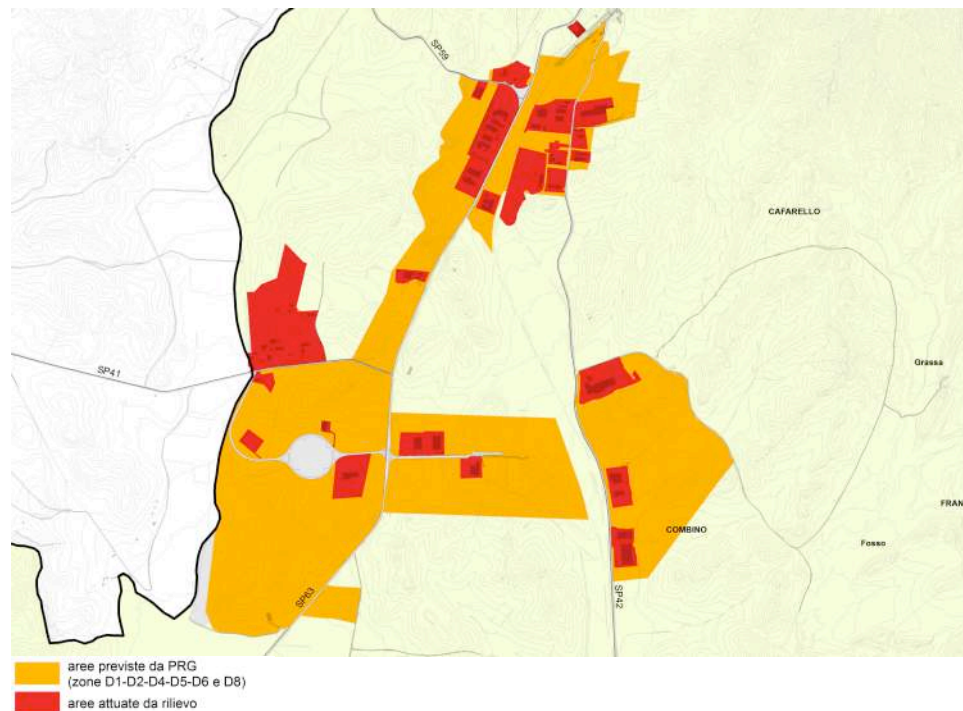 SP59
CAFARELLO
SP41
Grassa
FRAN
COMBINO
Fosso
SP63
SP42
aree previste da PRG
(zone D1-D2-D4-D5-D6 e D8)
aree attuate da rilievo